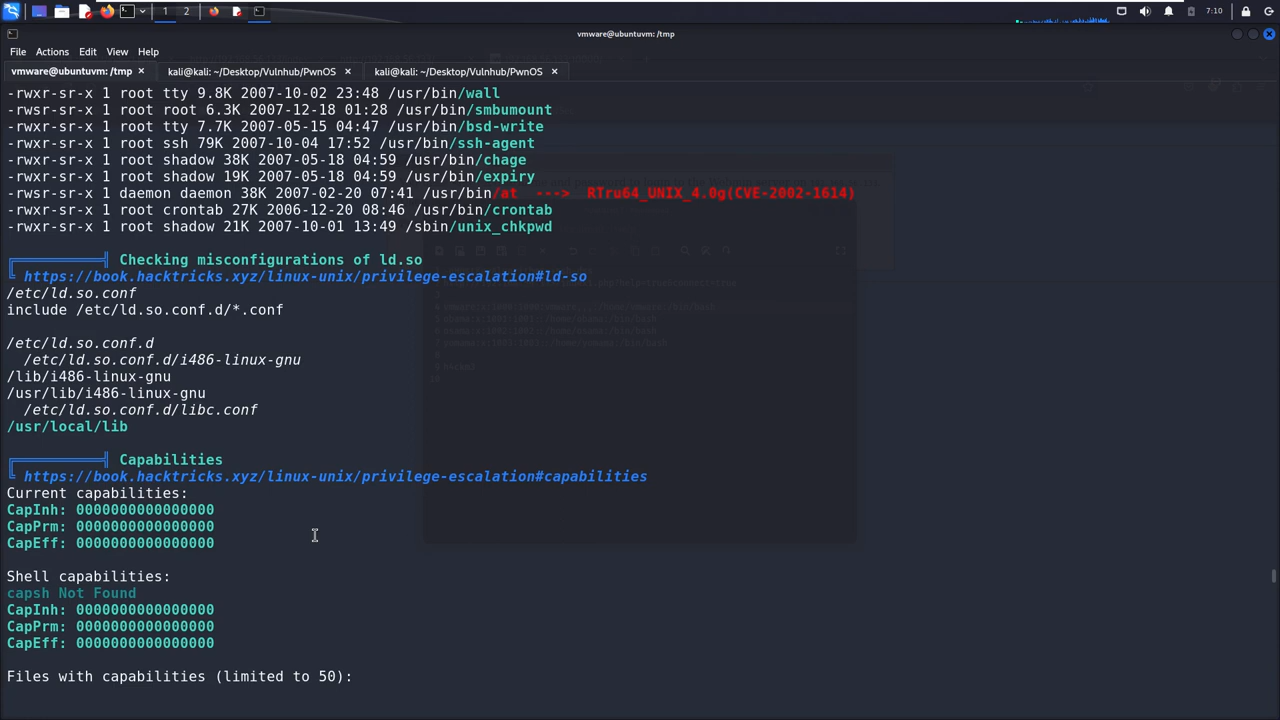 1 2 7:10
vmware@ubuntuvm: /tmp
File Actions Edit View Help
vmware@ubuntuvm: /tmp × kali@kali: ~/Desktop/Vulnhub/PwnOS × kali@kali: ~/Desktop/Vulnhub/PwnOS ×
-rwxr-sr-x 1 root tty 9.8K 2007-10-02 23:48 /usr/bin/wall
-rwsr-sr-x 1 root root 6.3K 2007-12-18 01:28 /usr/bin/smbumount
-rwxr-sr-x 1 root tty 7.7K 2007-05-15 04:47 /usr/bin/bsd-write
-rwxr-sr-x 1 root ssh 79K 2007-10-04 17:52 /usr/bin/ssh-agent
-rwxr-sr-x 1 root shadow 38K 2007-05-18 04:59 /usr/bin/chage
-rwxr-sr-x 1 root shadow 19K 2007-05-18 04:59 /usr/bin/expiry
-rwsr-sr-x 1 daemon daemon 38K 2007-02-20 07:41 /usr/bin/at ---> RTru64_UNIX_4.0g(CVE-2002-1614)
-rwxr-sr-x 1 root crontab 27K 2006-12-20 08:46 /usr/bin/crontab
-rwxr-sr-x 1 root shadow 21K 2007-10-01 13:49 /sbin/unix_chkpwd
Checking misconfigurations of ld.so
https://book.hacktricks.xyz/linux-unix/privilege-escalation#ld-so
/etc/ld.so.conf
include /etc/ld.so.conf.d/*.conf
/etc/ld.so.conf.d
/etc/ld.so.conf.d/i486-linux-gnu
/lib/i486-linux-gnu
/usr/lib/i486-linux-gnu
/etc/ld.so.conf.d/libc.conf
/usr/local/lib
Capabilities
https://book.hacktricks.xyz/linux-unix/privilege-escalation#capabilities
Current capabilities:
CapInh: 0000000000000000
CapPrm: 0000000000000000
CapEff: 0000000000000000
Shell capabilities:
capsh Not Found
CapInh: 0000000000000000
CapPrm: 0000000000000000
CapEff: 0000000000000000
Files with capabilities (limited to 50):